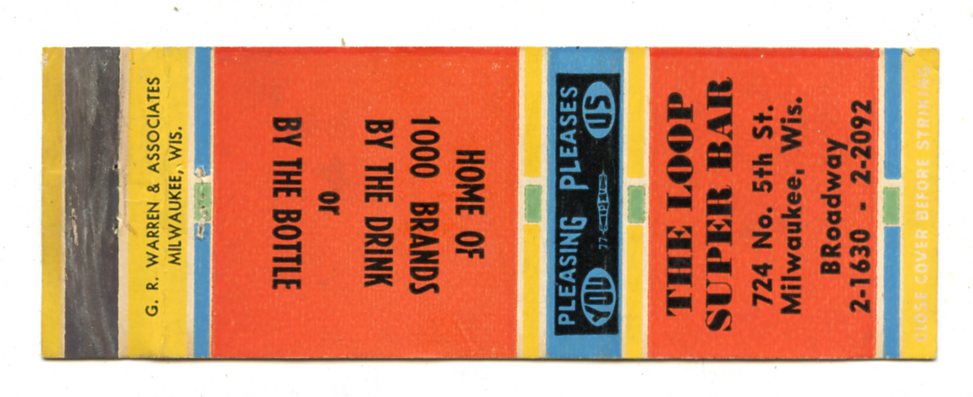 G. R. WARREN & ASSOCIATES
MILWAUKEE, WIS.
HOME OF
1000 BRANDS
BY THE DRINK
or
BY THE BOTTLE
PLEASING PLEASES
YOU US
THE LOOP
SUPER BAR
724 No. 5th St.
Milwaukee, Wis.
BRoadway
2-1630 - 2-2092
CLOSE COVER BEFORE STRIKING